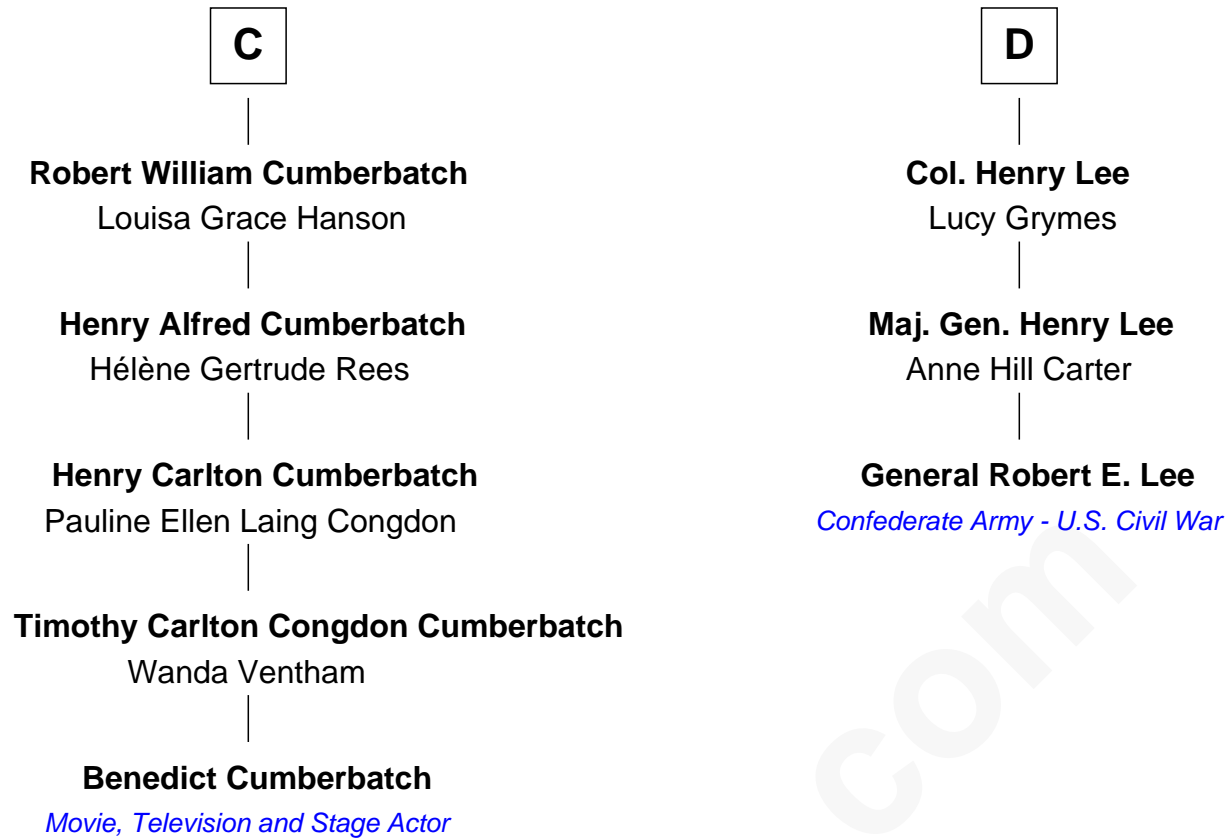 C
Robert William Cumberbatch
Louisa Grace Hanson
Henry Alfred Cumberbatch
Hélène Gertrude Rees
Henry Carlton Cumberbatch
Pauline Ellen Laing Congdon
Timothy Carlton Congdon Cumberbatch
Wanda Ventham
Benedict Cumberbatch
Movie, Television and Stage Actor
D
Col. Henry Lee
Lucy Grymes
Maj. Gen. Henry Lee
Anne Hill Carter
General Robert E. Lee
Confederate Army - U.S. Civil War
com